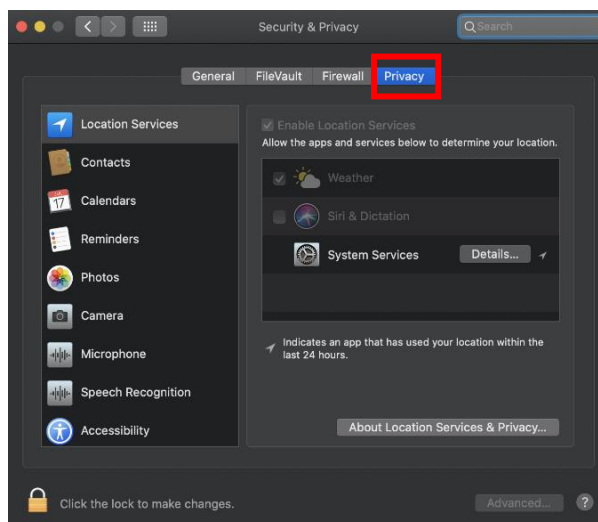 Security & Privacy
Search
General FileVault Firewall Privacy
Location Services
Contacts
17
Calendars
Reminders
Photos
Camera
Microphone
Speech Recognition
Accessibility
Enable Location Services
Allow the apps and services below to determine your location.
Weather
Siri & Dictation
System Services Details...
Indicates an app that has used your location within the
last 24 hours.
About Location Services & Privacy...
Click the lock to make changes.
Advanced... ?